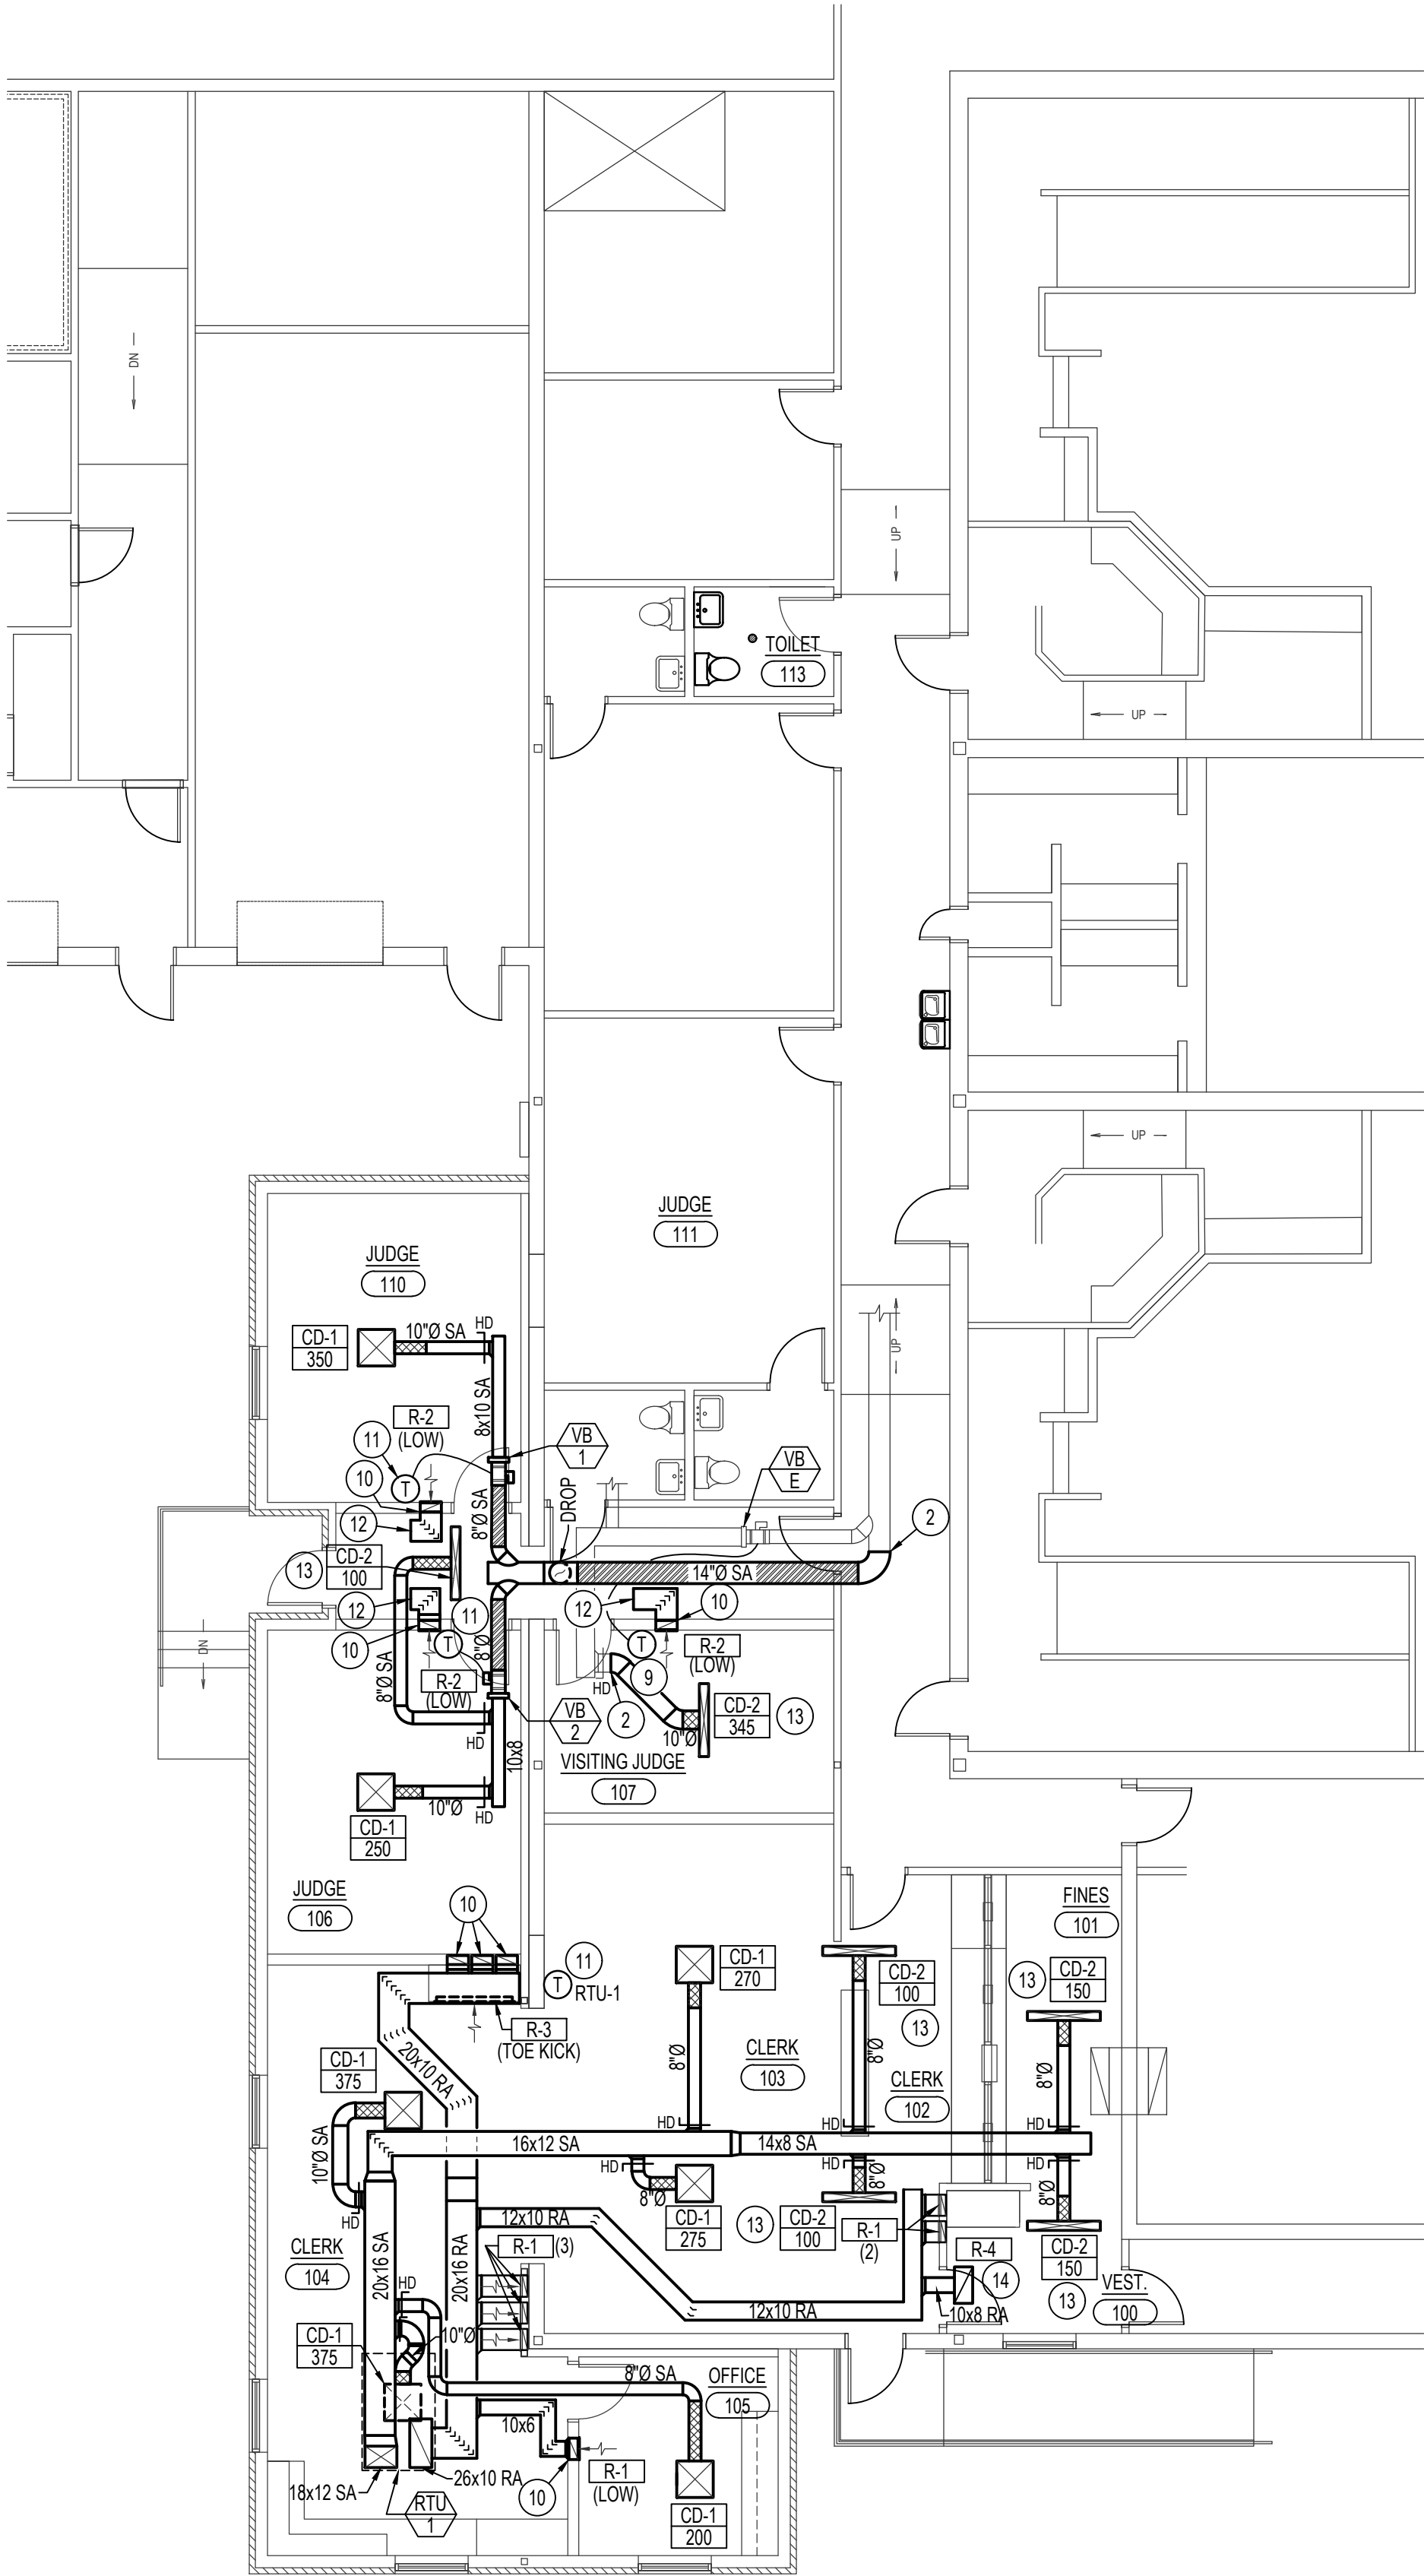 DN
UP
TOILET
113
UP
UP
JUDGE
111
JUDGE
110
HD
10"Ø SA
CD-1
350
8x10 SA
UP
R-2
(LOW)
11
VB
1
10
T
VB
E
12
8"Ø SA
DROP
2
13
CD-2
100
14"Ø SA
12
10
12
11
10
T
8"Ø
T
R-2
(LOW)
DN
8"Ø SA
R-2
(LOW)
9
HD
CD-2
345
13
VB
2
2
10"Ø
HD
10x8
VISITING JUDGE
107
10"Ø
HD
CD-1
250
JUDGE
106
10
FINES
101
11
T
RTU-1
CD-1
270
CD-2
100
13
CD-2
150
R-3
(TOE KICK)
13
20x10 RA
CD-1
375
8"Ø
CLERK
103
8"Ø
CLERK
102
8"Ø
HD
HD
HD
16x12 SA
14x8 SA
10"Ø SA
HD
HD
HD
8"Ø
8"Ø
8"Ø
HD
12x10 RA
CD-1
275
13
CD-2
100
R-1
(2)
R-4
CD-2
150
R-1
(3)
14
13
VEST.
100
CLERK
104
20x16 SA
20x16 RA
HD
12x10 RA
10x8 RA
CD-1
375
10"Ø
8"Ø SA
OFFICE
105
10x6
26x10 RA
18x12 SA
10
R-1
(LOW)
RTU
1
CD-1
200